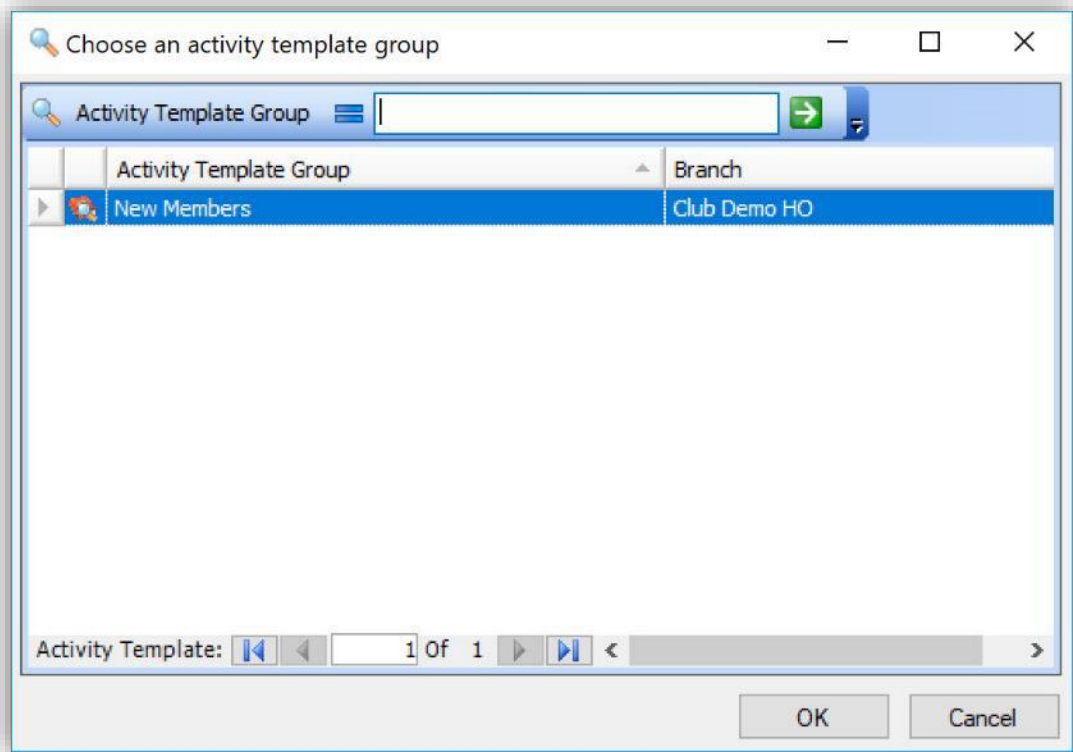 Choose an activity template group
Activity Template Group
Activity Template Group Branch
New Members Club Demo HO
Activity Template: 1 Of 1
OK Cancel